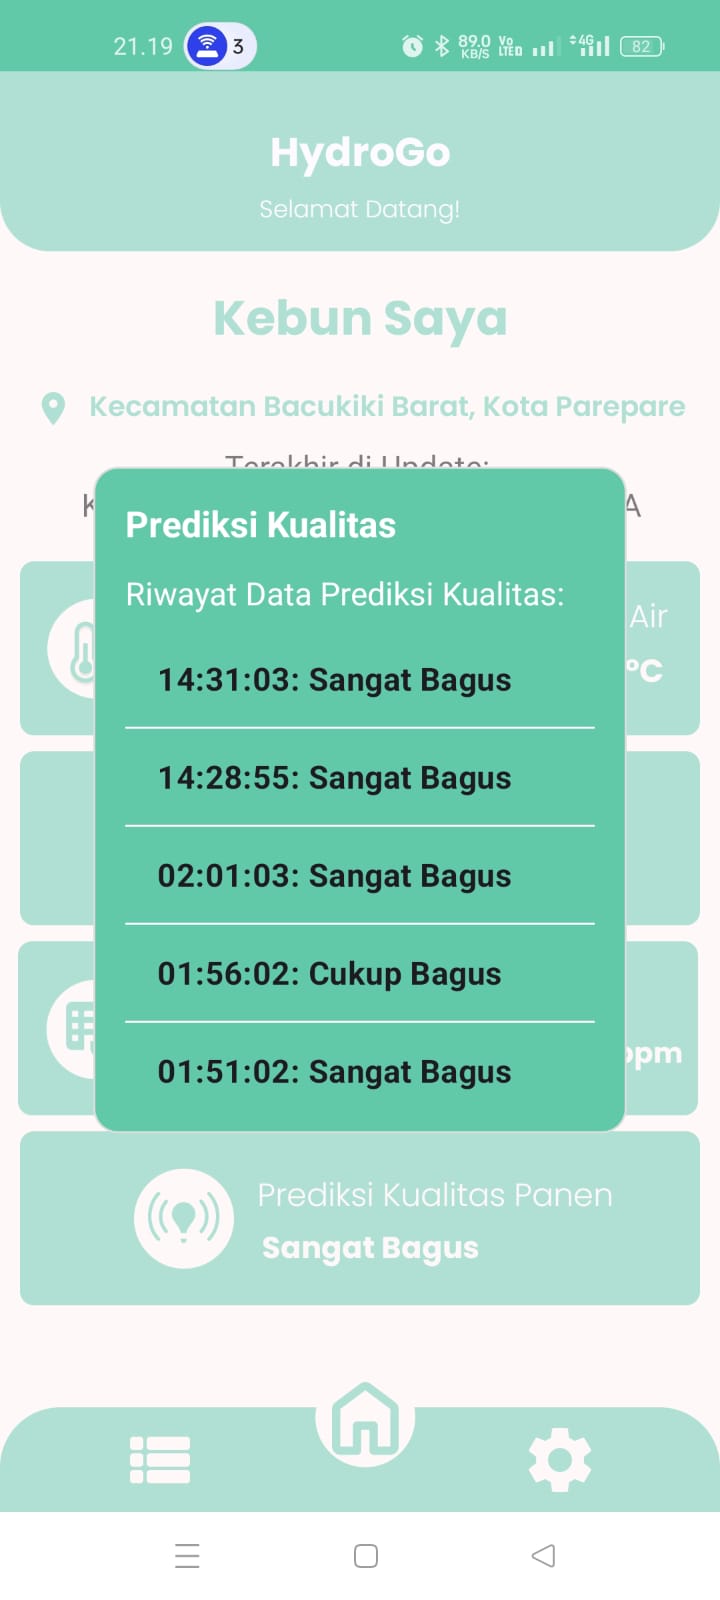 21.19
3
89.0
KB/S
Vo
LTE
4G
82
HydroGo
Selamat Datang!
Kebun Saya
Kecamatan Bacukiki Barat, Kota Parepare
Terakhir di Update:
K
A
Prediksi Kualitas
Riwayat Data Prediksi Kualitas:
Air
°C
14:31:03: Sangat Bagus
14:28:55: Sangat Bagus
02:01:03: Sangat Bagus
01:56:02: Cukup Bagus
ppm
01:51:02: Sangat Bagus
Prediksi Kualitas Panen
Sangat Bagus